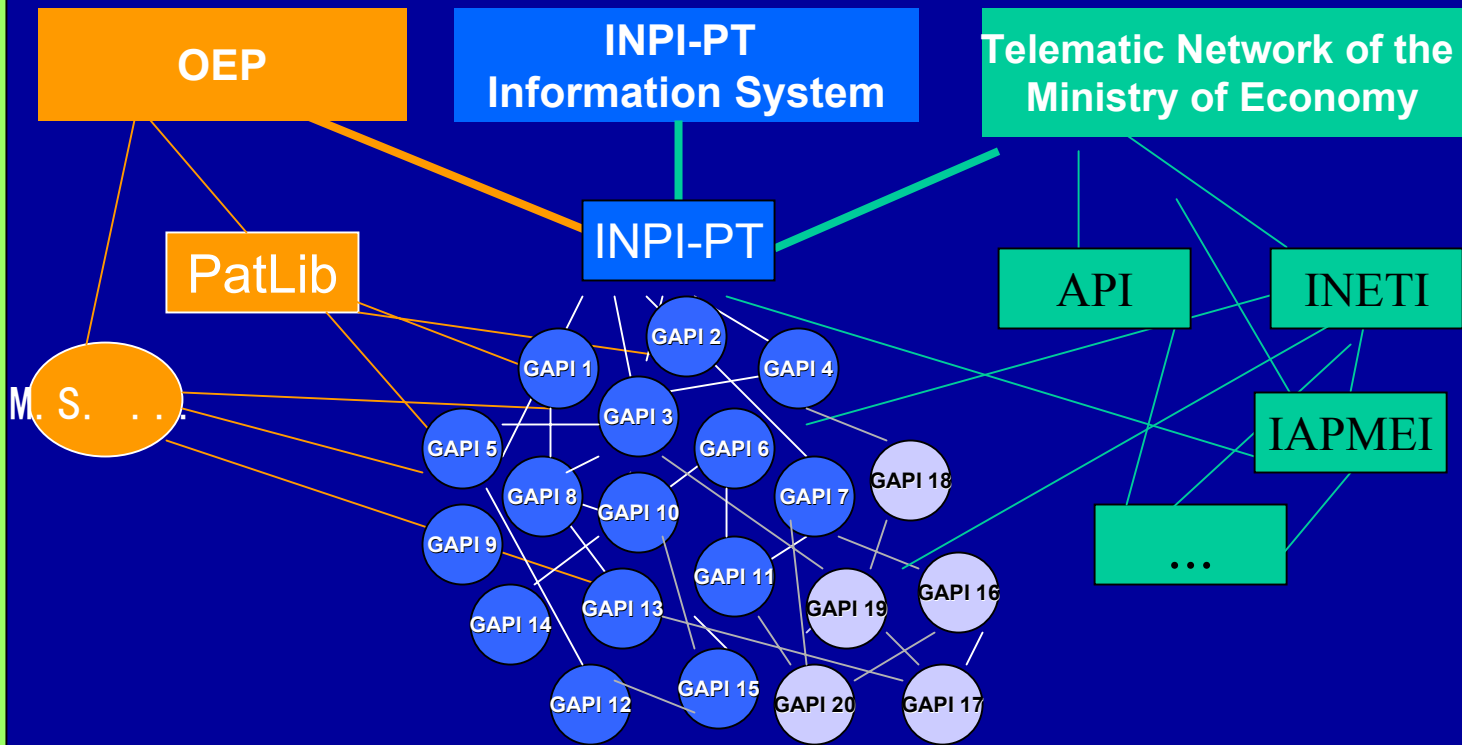 OEP
INPI-PT
Information System
Telematic Network of the
Ministry of Economy
INPI-PT
PatLib
API
INETI
M. S. ...
IAPMEI
...
GAPI 1
GAPI 2
GAPI 4
GAPI 3
GAPI 5
GAPI 6
GAPI 7
GAPI 18
GAPI 8
GAPI 10
GAPI 9
GAPI 11
GAPI 16
GAPI 13
GAPI 19
GAPI 14
GAPI 15
GAPI 12
GAPI 20
GAPI 17